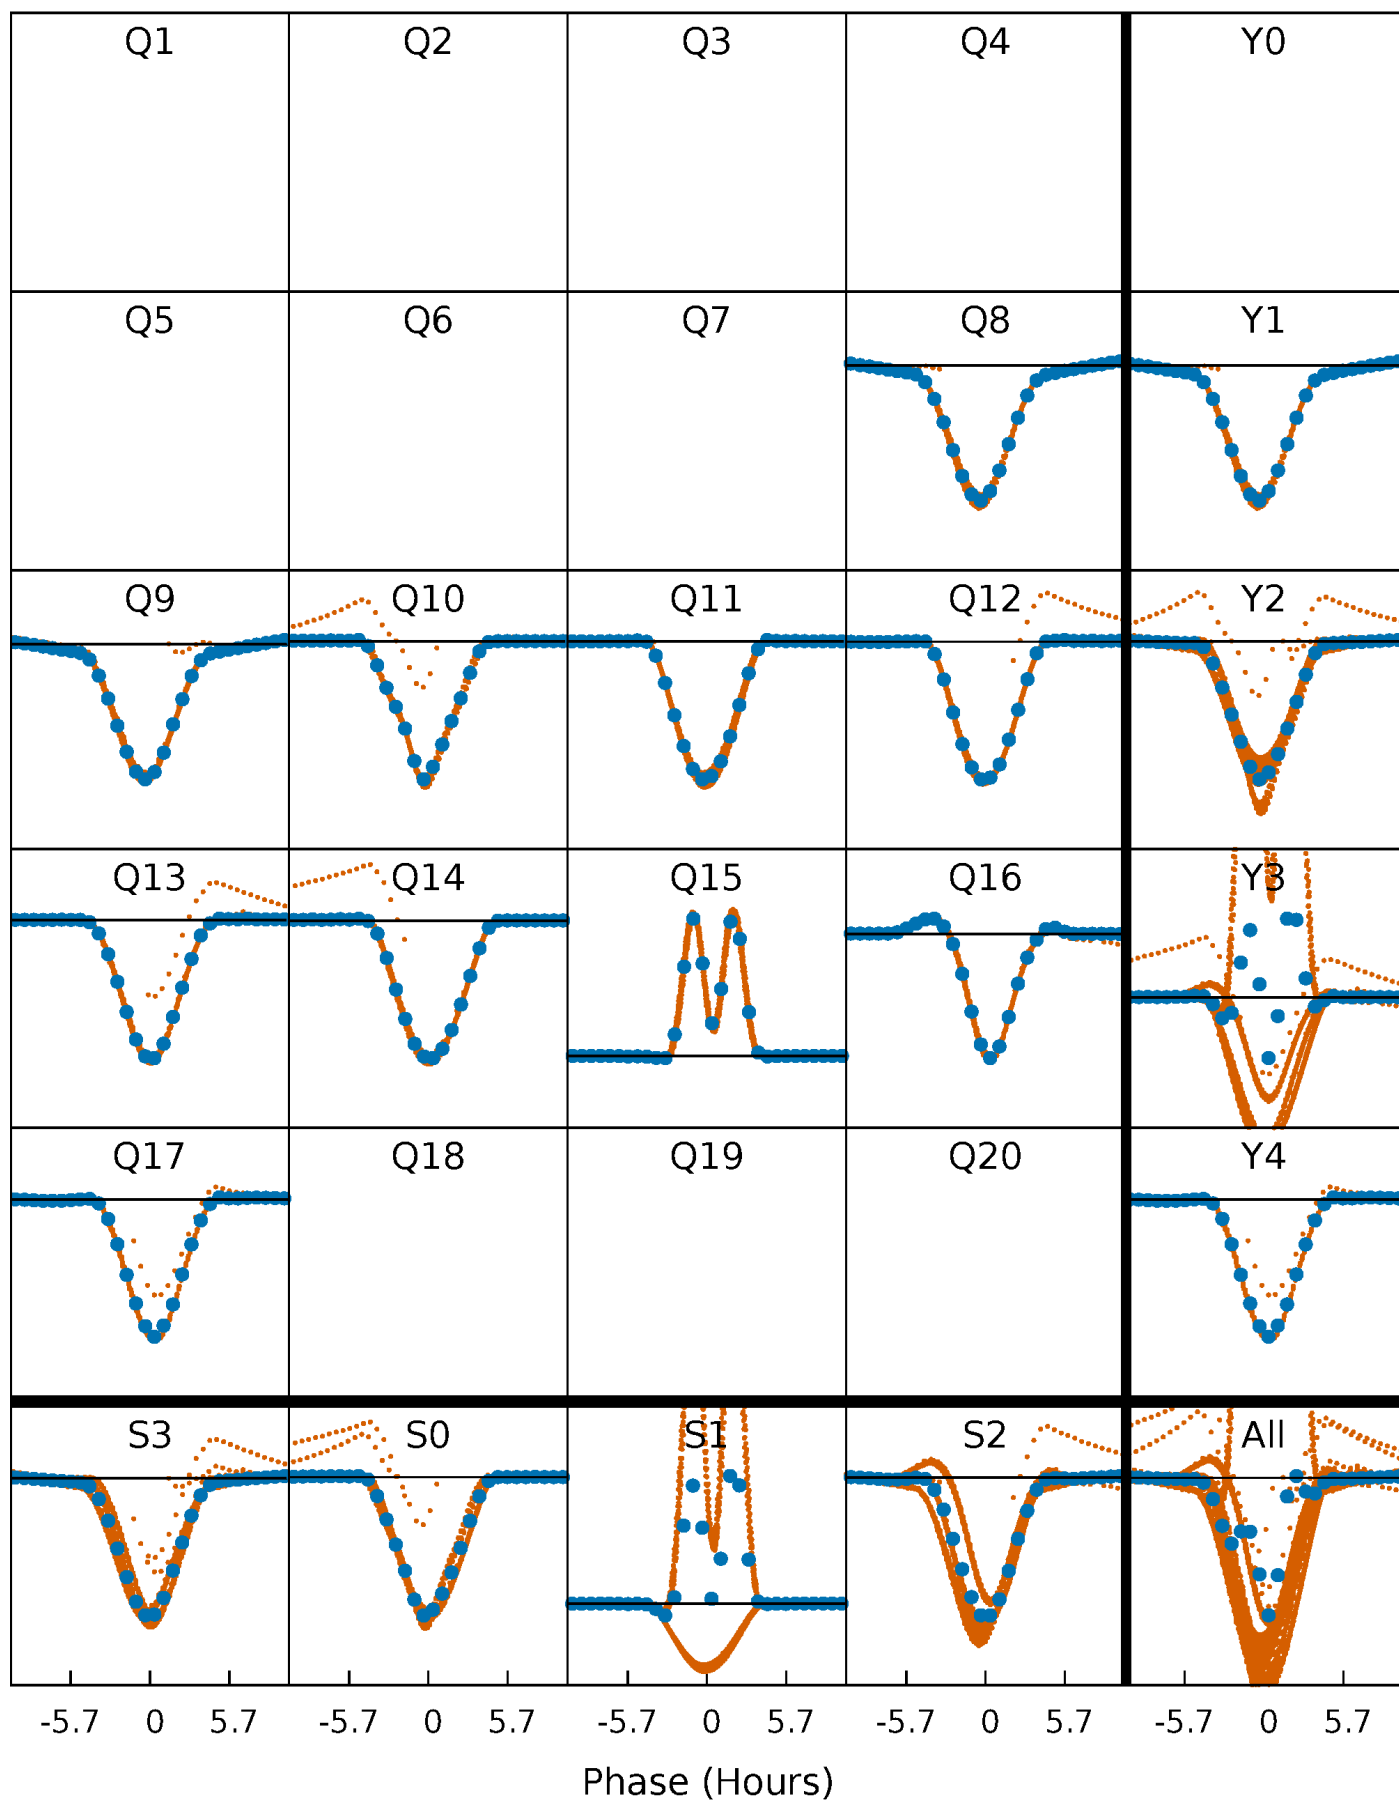 Q1 Q2 Q3 Q4 Y0
Q5 Q6 Q7 Q8 Y1
Q9 Q10 Q11 Q12 Y2
Q13 Q14 Q15 Q16 Y3
Q17 Q18 Q19 Q20 Y4
S3 S0 S1 S2 All
-5.7 0 5.7 -5.7 0 5.7 -5.7 0 5.7 -5.7 0 5.7 -5.7 0 5.7
Phase (Hours)